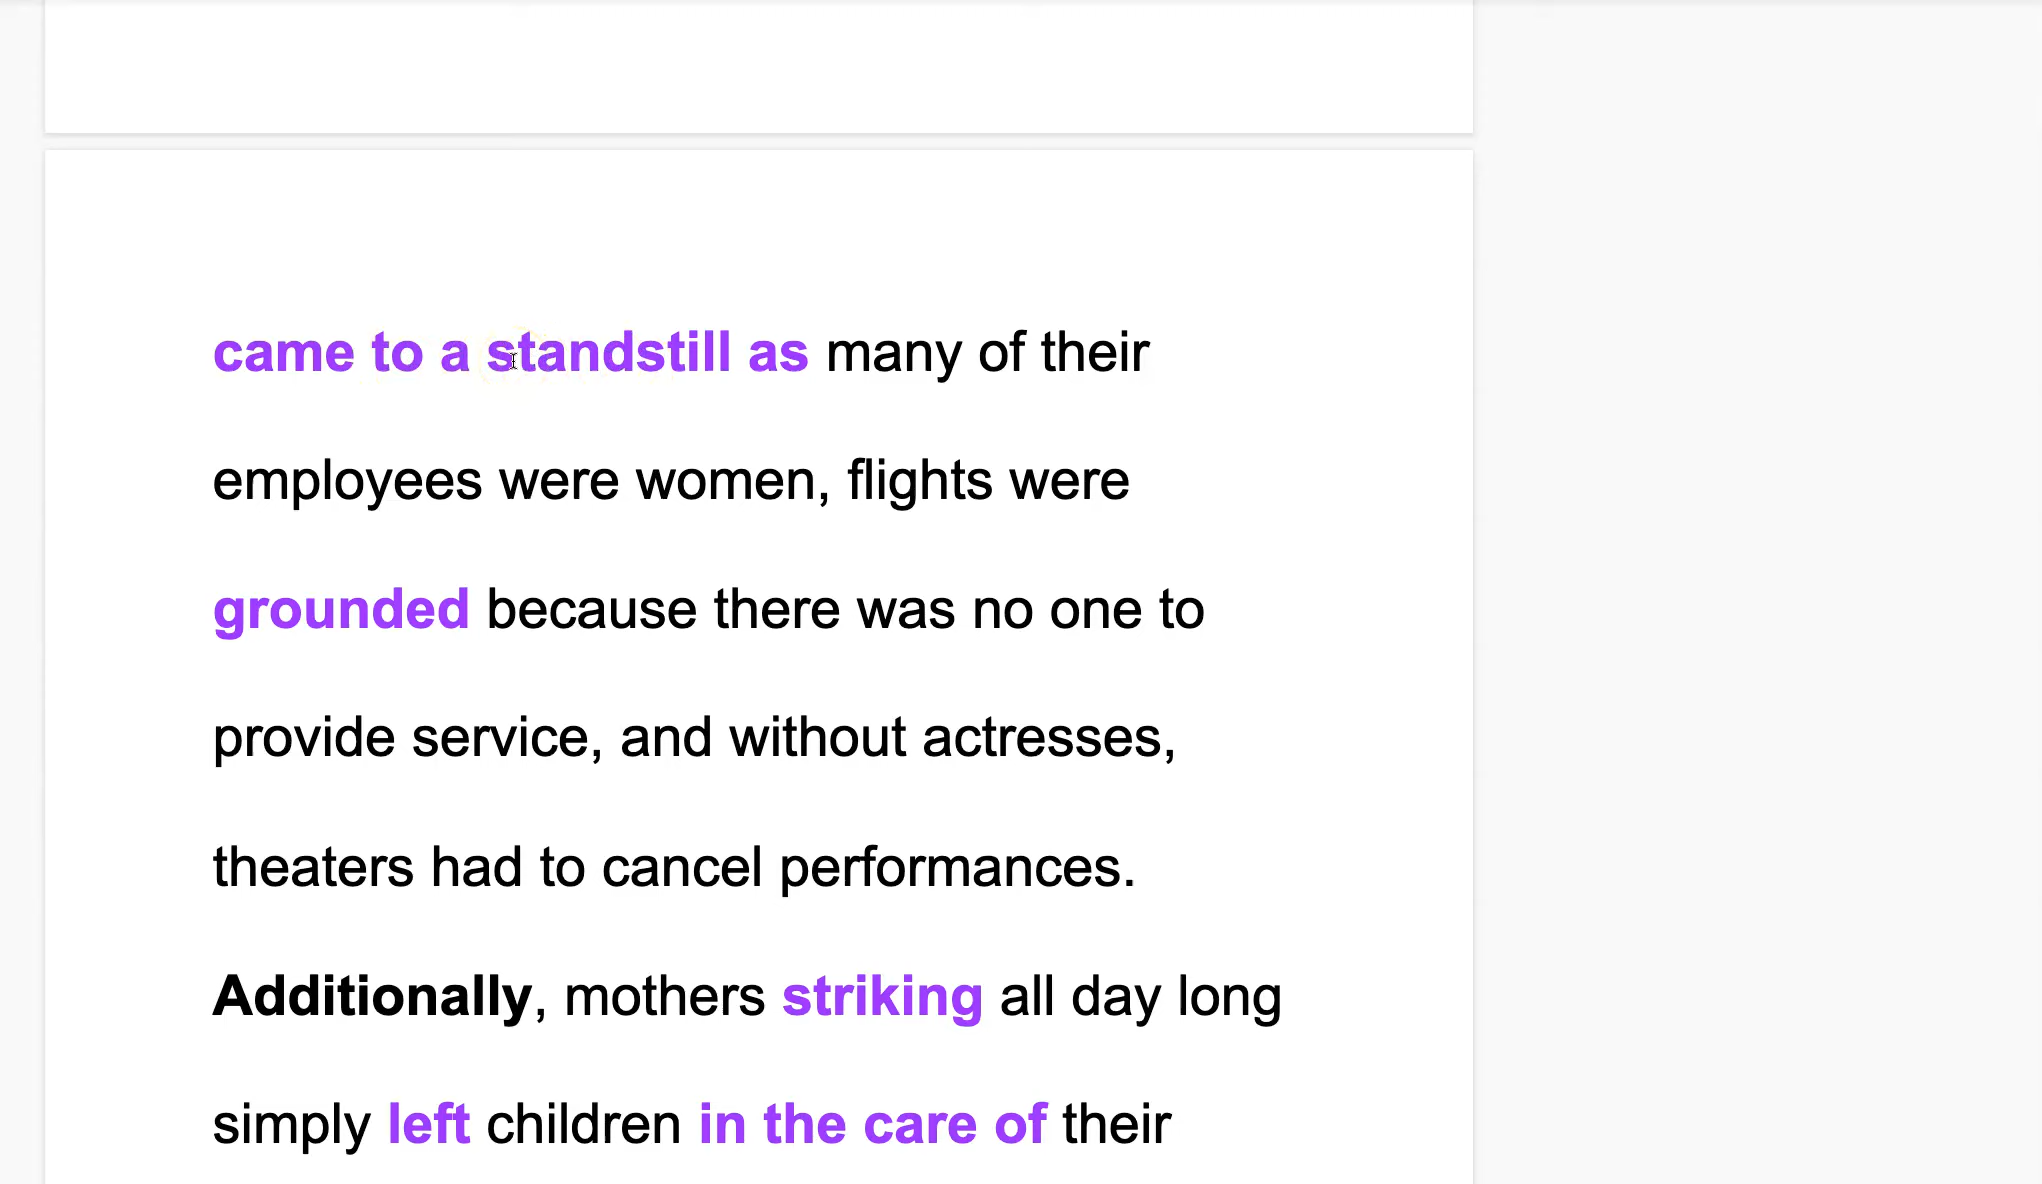 came to a standstill as many of their
employees were women, flights were
grounded because there was no one to
provide service, and without actresses,
theaters had to cancel performances.
Additionally, mothers striking all day long
simply left children in the care of their